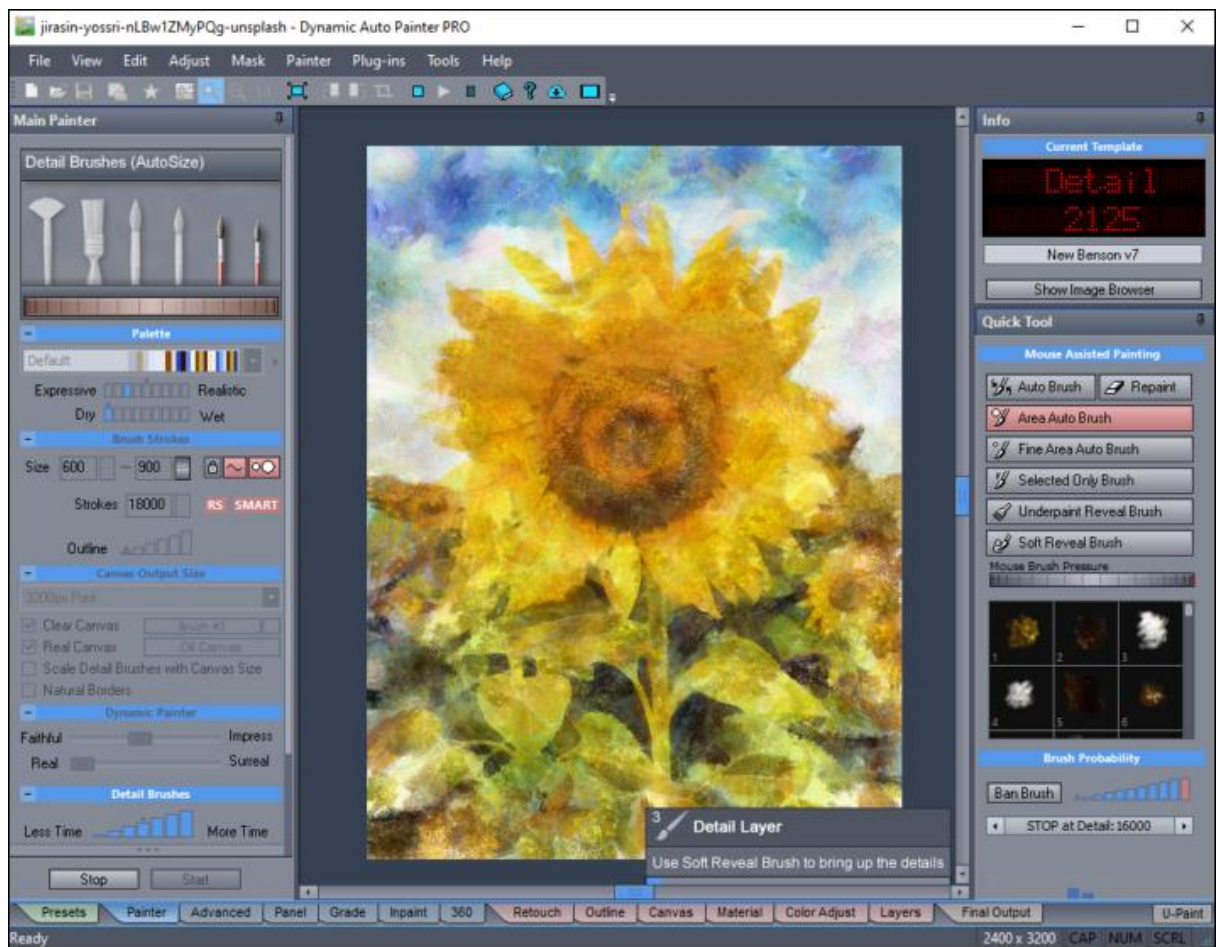 jirasin-yossri-nLBw1ZMyPQg-unsplash - Dynamic Auto Painter PRO
File View Edit Adjust Mask Painter Plug-ins Tools Help
Main Painter
Detail Brushes (AutoSize)
Palette
Default
Expressive Realistic
Dry Wet
Brush Strokes
Size 600 - 900
Strokes 18000 RS SMART
Outline
Canvas Output Size
3200px Print
Clear Canvas Brush #3
Real Canvas Oil Canvas
Scale Detail Brushes with Canvas Size
Natural Borders
Dynamic Painter
Faithful Impress
Real Surreal
Detail Brushes
Less Time More Time
Stop Start
3 Detail Layer
Use Soft Reveal Brush to bring up the details
Info
Current Template
Detail
2125
New Benson v7
Show Image Browser
Quick Tool
Mouse Assisted Painting
Auto Brush Repaint
Area Auto Brush
Fine Area Auto Brush
Selected Only Brush
Underpaint Reveal Brush
Soft Reveal Brush
Mouse Brush Pressure
1 2 3
4 5 6
Brush Probability
Ban Brush
STOP at Detail: 16000
Presets Painter Advanced Panel Grade Inpaint 360 Retouch Outline Canvas Material Color Adjust Layers Final Output U-Paint
Ready 2400 x 3200 CAP NUM SCRL